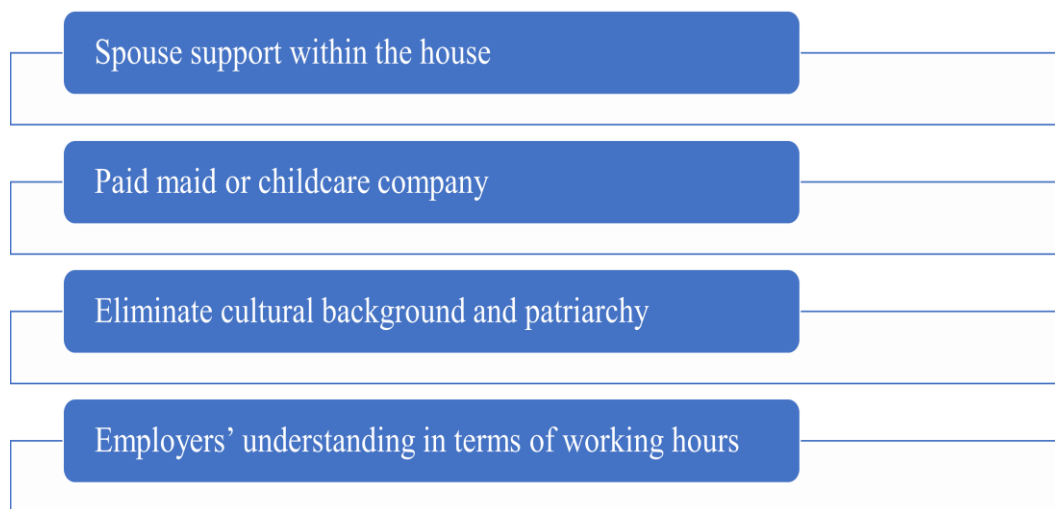 Spouse support within the house
Paid maid or childcare company
Eliminate cultural background and patriarchy
Employers’ understanding in terms of working hours